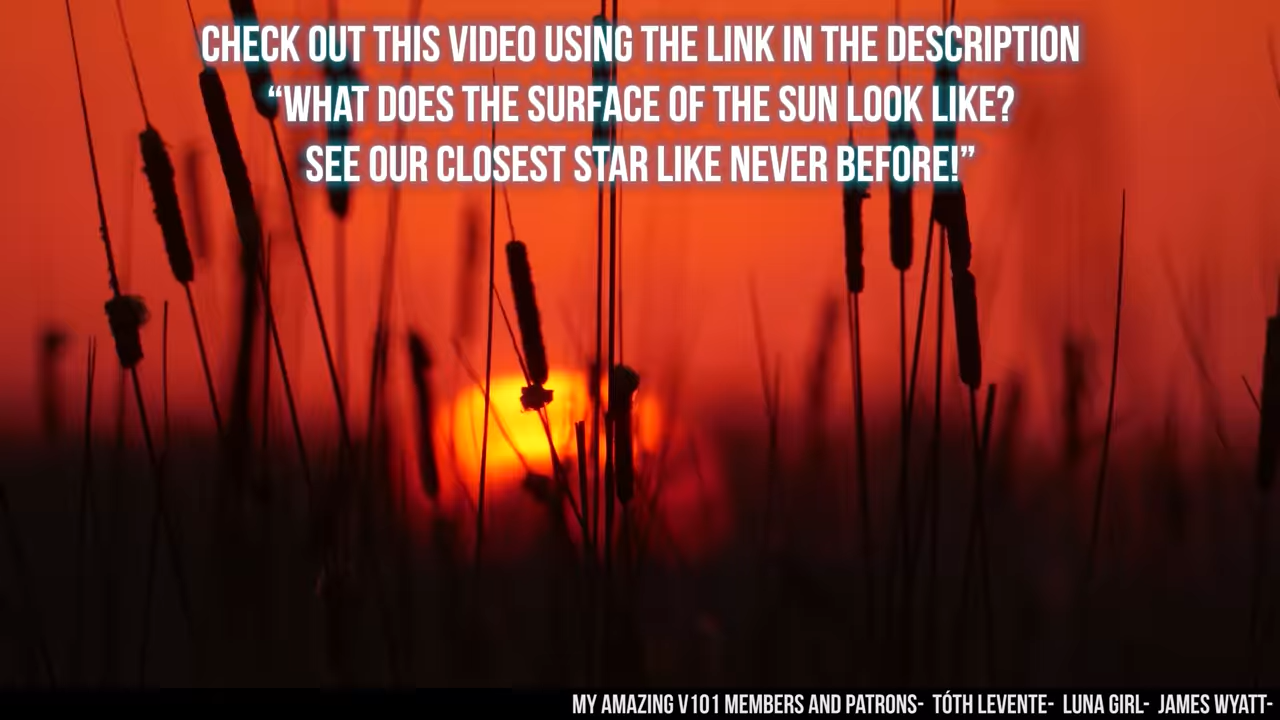 CHECK OUT THIS VIDEO USING THE LINK IN THE DESCRIPTION
“WHAT DOES THE SURFACE OF THE SUN LOOK LIKE?
SEE OUR CLOSEST STAR LIKE NEVER BEFORE!”
MY AMAZING V101 MEMBERS AND PATRONS- TÓTH LEVENTE- LUNA GIRL- JAMES WYATT-